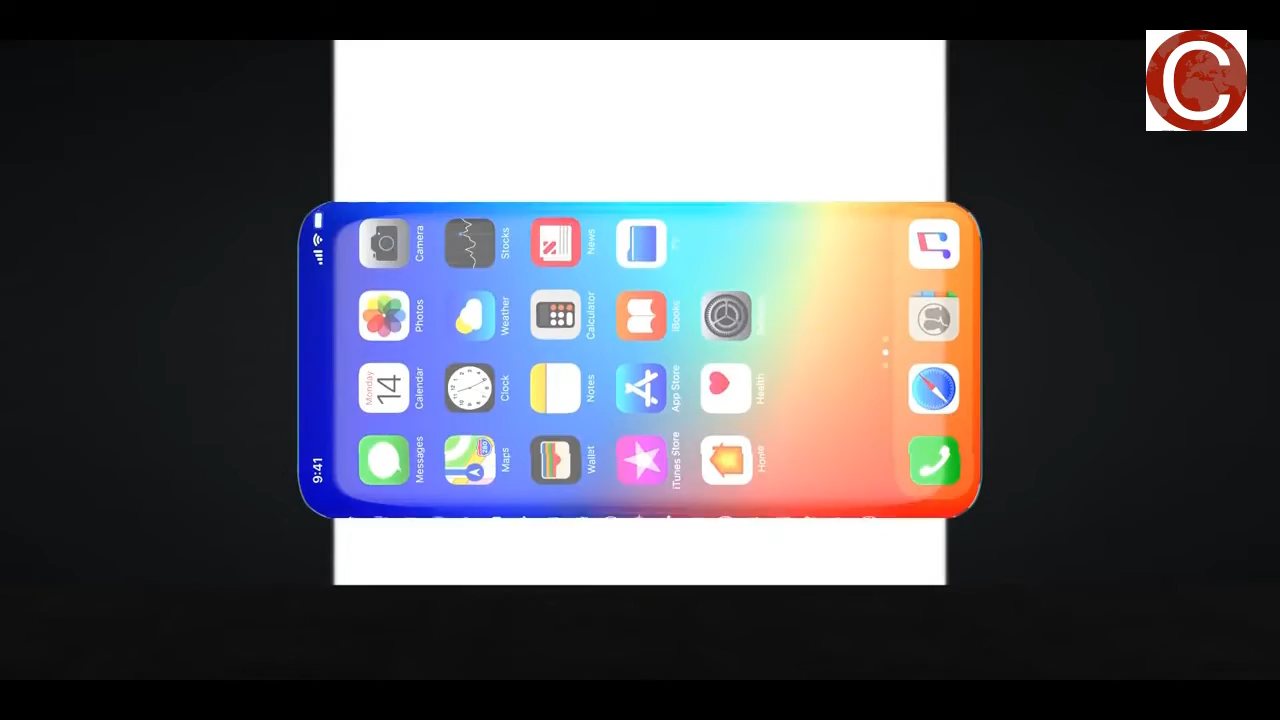 9:41
Messages
Calendar
Photos
Camera
Maps
Clock
Weather
Stocks
Wallet
Notes
Calculator
News
iTunes Store
App Store
iBooks
Home
Health
Monday
14
280
C